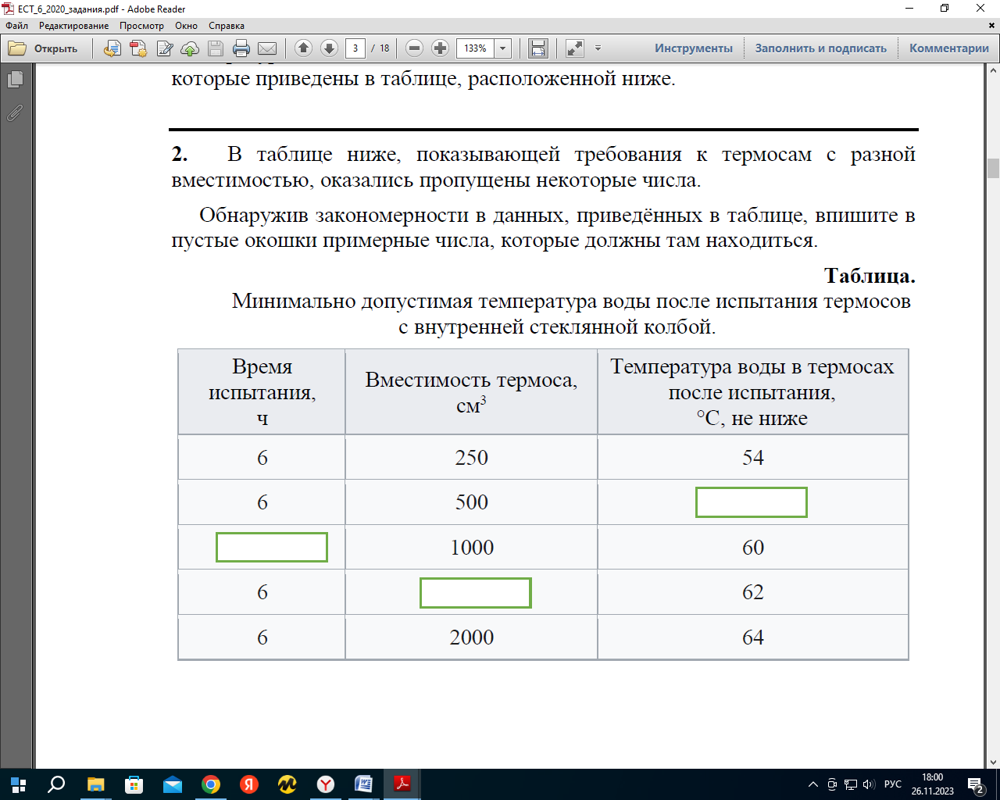 ЕСТ_6_2020_задания.pdf - Adobe Reader
Файл Редактирование Просмотр Окно Справка
Открыть 3 / 18 133% Инструменты Заполнить и подписать Комментарии
которые приведены в таблице, расположенной ниже.
2. В таблице ниже, показывающей требования к термосам с разной
вместимостью, оказались пропущены некоторые числа.
Обнаружив закономерности в данных, приведённых в таблице, впишите в
пустые окошки примерные числа, которые должны там находиться.
Таблица.
Минимально допустимая температура воды после испытания термосов
с внутренней стеклянной колбой.
Время
испытания,
ч
Вместимость термоса,
см³
Температура воды в термосах
после испытания,
°С, не ниже
6 250 54
6 500
1000 60
6 62
6 2000 64
РУС 18:00
26.11.2023 2